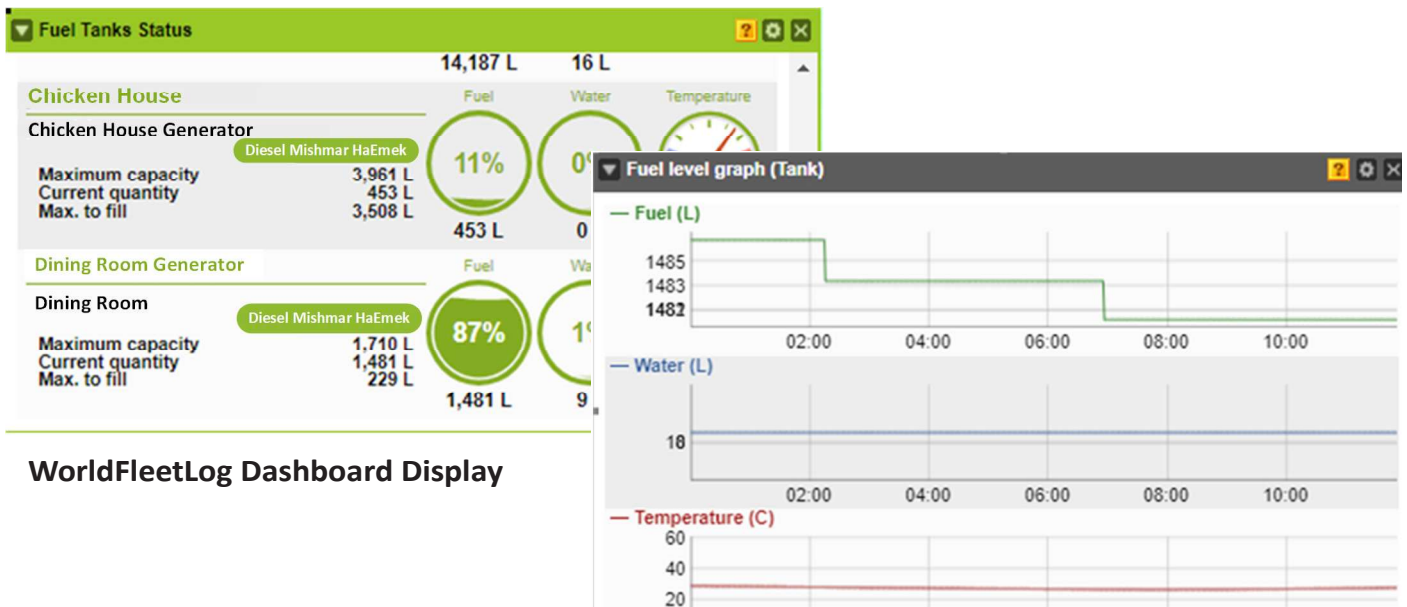 Fuel Tanks Status
?
14,187 L 16 L
Chicken House Fuel Water Temperature
Chicken House Generator
Diesel Mishmar HaEmek
11% 0%
Maximum capacity 3,961 L
Current quantity 453 L
Max. to fill 3,508 L
453 L 0
Dining Room Generator Fuel Wa
Dining Room
Diesel Mishmar HaEmek
87% 1
Maximum capacity 1,710 L
Current quantity 1,481 L
Max. to fill 229 L
1,481 L 9
WorldFleetLog Dashboard Display
Fuel level graph (Tank)
?
Fuel (L)
1485
1483
1482
02:00 04:00 06:00 08:00 10:00
Water (L)
18
02:00 04:00 06:00 08:00 10:00
Temperature (C)
60
40
20